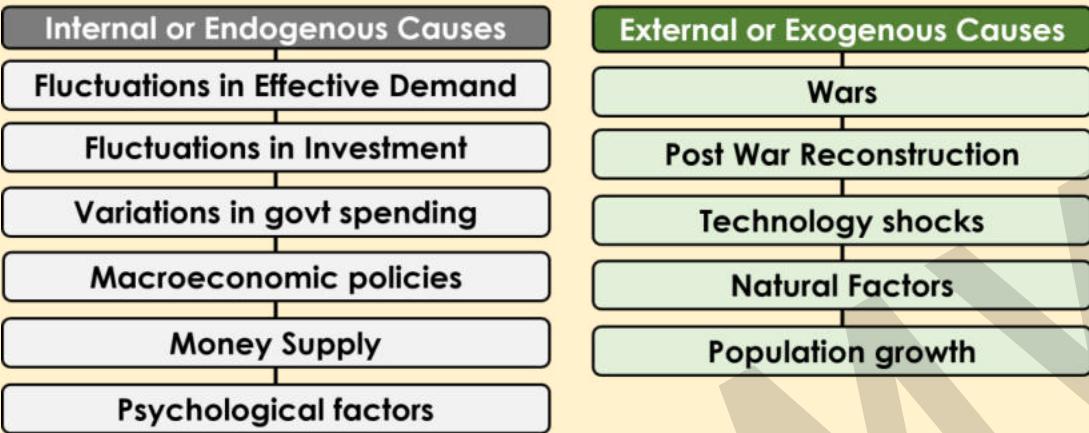 Internal or Endogenous Causes
Fluctuations in Effective Demand
Fluctuations in Investment
Variations in govt spending
Macroeconomic policies
Money Supply
Psychological factors
External or Exogenous Causes
Wars
Post War Reconstruction
Technology shocks
Natural Factors
Population growth